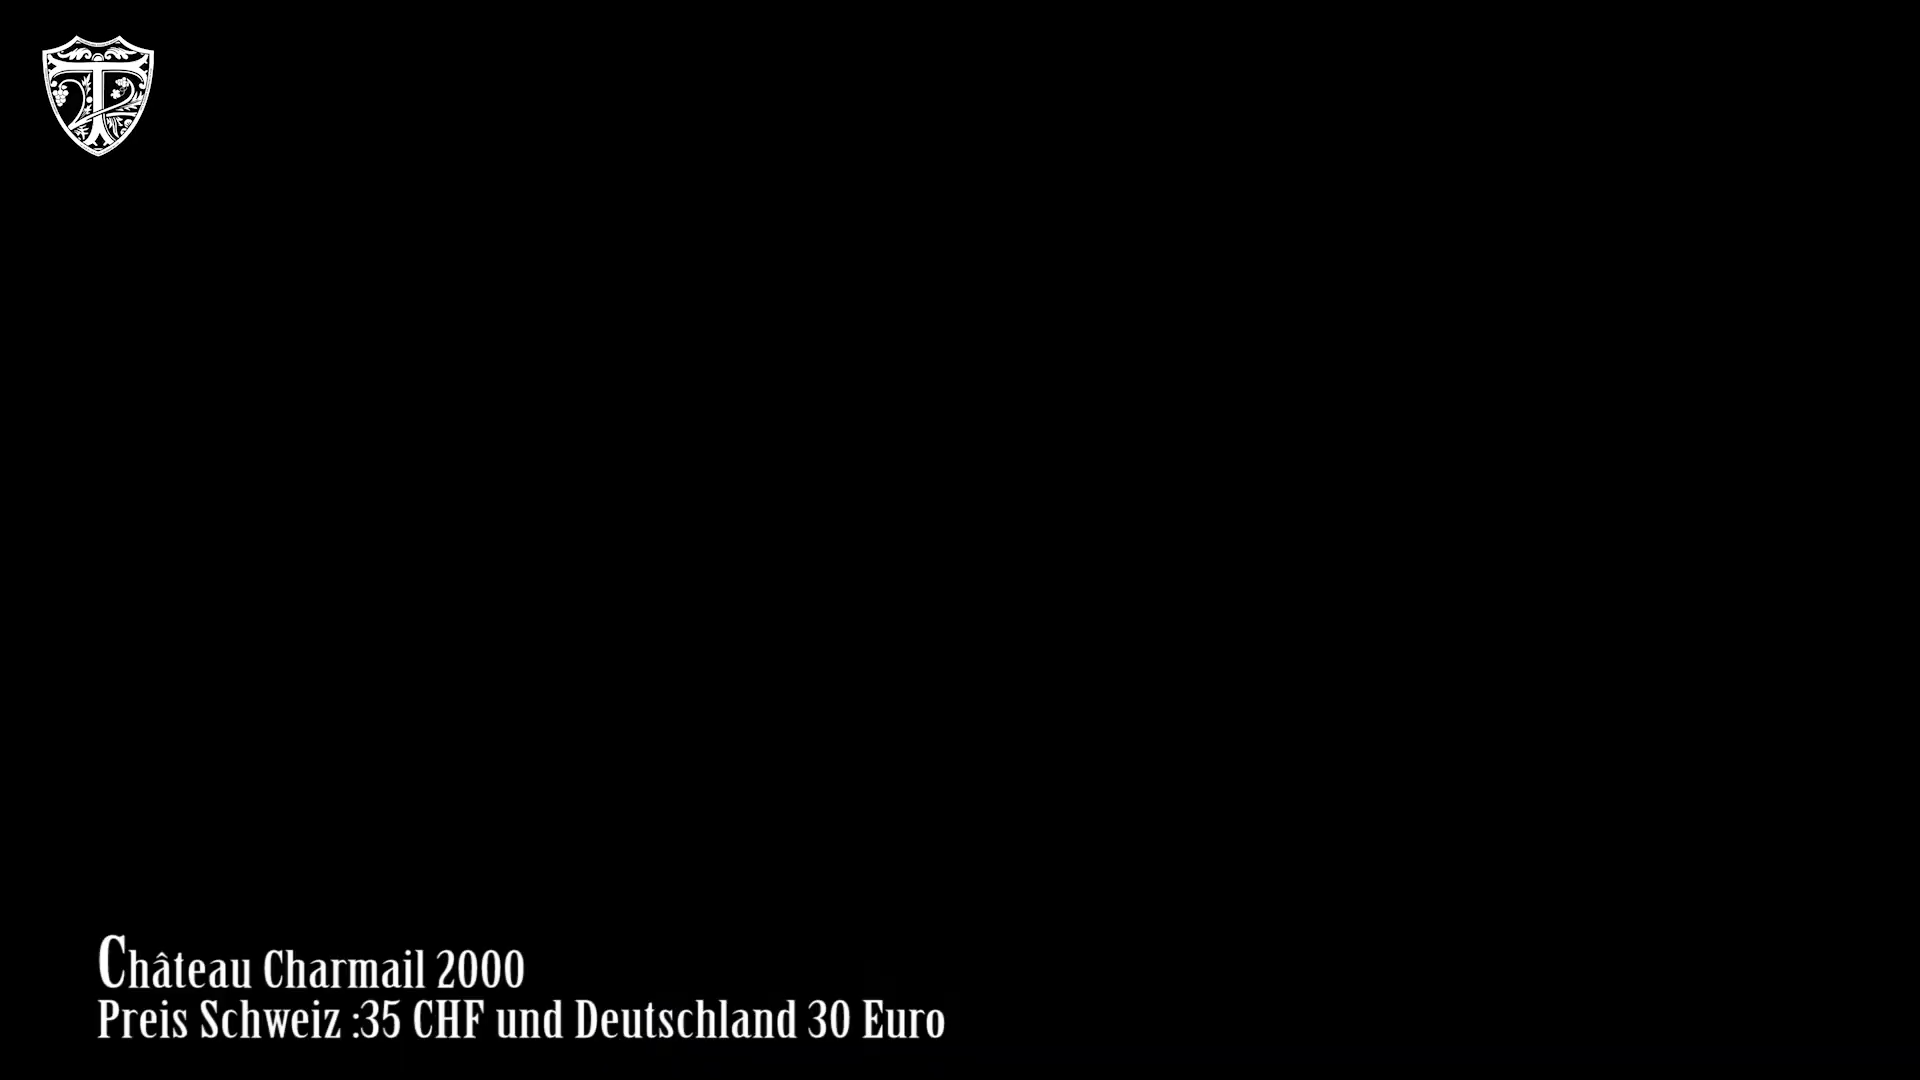 Château Charmail 2000
Preis Schweiz :35 CHF und Deutschland 30 Euro